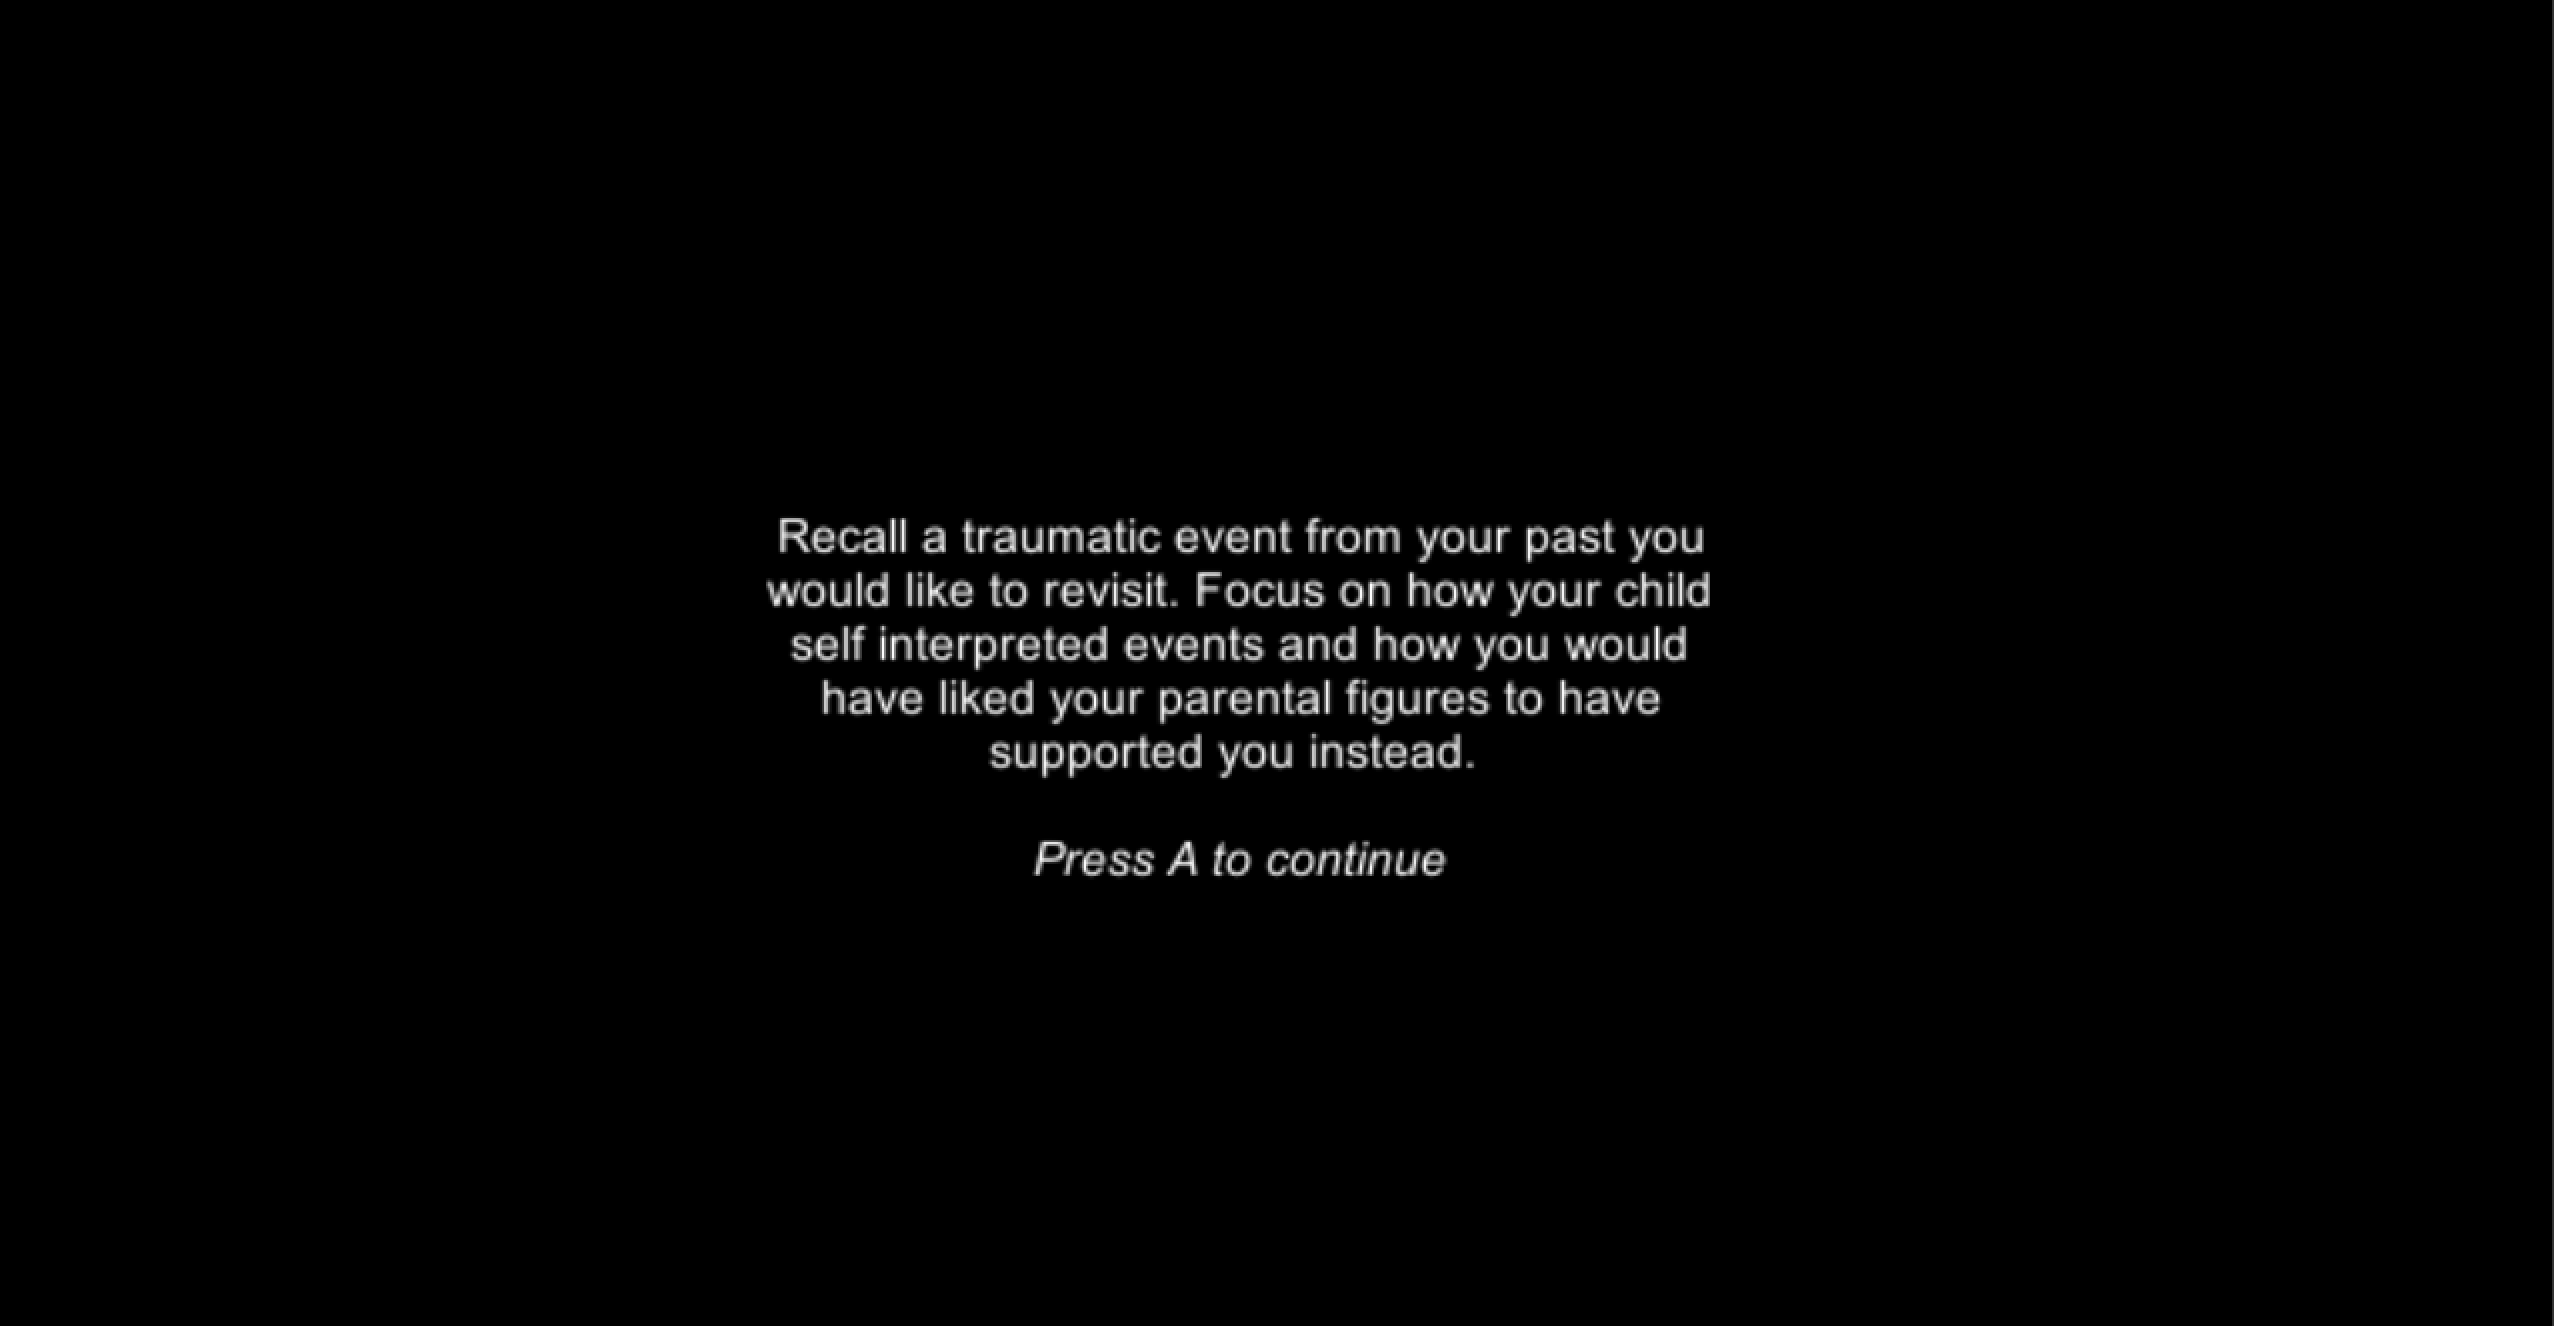 Recall a traumatic event from your past you
would like to revisit. Focus on how your child
self interpreted events and how you would
have liked your parental figures to have
supported you instead.
Press A to continue